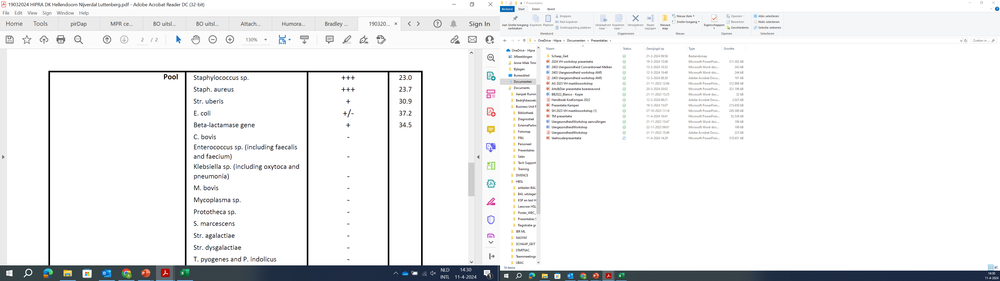 19032024 HIPRA DK Hellendoorn Nijverdal Luttenberg.pdf - Adobe Acrobat Reader DC (32-bit)
File Edit View Sign Window Help
Home Tools pirDap MPR ce... BO uitsl... BO uitsl... Attach... Humora... Bradley ... 190320... × Sign In
2 / 2 130%
Pool Staphylococcus sp. +++ 23.0
Staph. aureus +++ 23.7
Str. uberis + 30.9
E. coli +/- 37.2
Beta-lactamase gene + 34.5
C. bovis -
Enterococcus sp. (including faecalis
and faecium) -
Klebsiella sp. (including oxytoca and
pneumonia) -
M. bovis -
Mycoplasma sp. -
Prototheca sp. -
S. marcescens -
Str. agalactiae -
Str. dysgalactiae -
T. pyogenes and P. indolicus -
NLD 14:30
INTL 11-4-2024 1
Presentaties
Bestand Start Delen Beeld
Aan Snelle toegang
vastmaken
Kopiëren
Plakken
Knippen
Pad kopiëren
Snelkoppeling plakken
Klembord
Verplaatsen
naar
Kopiëren
naar
Verwijderen
Naam
wijzigen
Organiseren
Nieuwe
map
Nieuw item
Snelle toegang
Nieuw
Eigenschappen
Openen
Bewerken
Geschiedenis
Openen
Alles selecteren
Niets selecteren
Selectie omkeren
Selecteren
OneDrive - Hipra › Documenten › Presentaties › Zoeken in ...
OneDrive - Hipra
Afbeeldingen
Anne-Miek Timr
Bijlagen
Bureaublad
Documenten
Documents
Aanpak Rumin
Bedrijfsbezoek
Business Unit R
Bibliotheek
Diagnostiek
ExternePartne
Fotomap
P&L
Personeel
Presentaties
Sales
Tech Support
Training
DIVENCE
HBSL
artikelen BAL
BAL uitslager
KSP en test H
Leesvoer HSL
Poster_WBC_
Presentaties S
Registratie gr
IBR ML
NASYM
SCHAAP_GEIT
STARTVAC
Teammeetings
UBAC
Naam Status Gewijzigd op Type Grootte
Schaap_Geit 21-2-2024 09:56 Bestandsmap
2024 VH workshop presentatie 19-3-2024 15:08 Microsoft PowerPoin... 311.302 kB
2403 Uiergezondheid Conventioneel Melken 13-3-2024 10:52 Microsoft Word-doc... 243 kB
2403 Uiergezondheid workshop AMS 12-3-2024 10:48 Microsoft Word-doc... 244 kB
2403 Uiergezondheid workshop AMS 12-3-2024 08:30 Adobe Acrobat Docu... 191 kB
AG 2023 VH mastitisworkshop 21-11-2023 12:04 Microsoft PowerPoin... 312.968 kB
Arts&Dier presentatie boerenavond 20-3-2024 20:02 Microsoft PowerPoin... 321.196 kB
BB2022_Blanco - Kopie 21-11-2023 15:25 Microsoft Word-doc... 32 kB
Handboek KoeKompas 2022 12-3-2024 08:21 Adobe Acrobat Docu... 2.025 kB
Presentatie Kampen 19-3-2024 15:07 Microsoft PowerPoin... 215.650 kB
SH 2023 VH mastitisworkshop (1) 27-10-2023 11:14 Microsoft PowerPoin... 245.580 kB
TM presentatie 11-4-2024 10:41 Microsoft PowerPoin... 52.538 kB
UiergezondheidWorkshop aanvullingen 21-11-2023 15:47 Microsoft Word-doc... 196 kB
UiergezondheidWorkshop 22-11-2023 09:01 Microsoft Word-doc... 196 kB
UiergezondheidWorkshop 21-11-2023 15:49 Adobe Acrobat Docu... 225 kB
Veehouderpresentatie 11-4-2024 14:29 Microsoft PowerPoin... 310.431 kB
16 items
14:30
11-4-2024